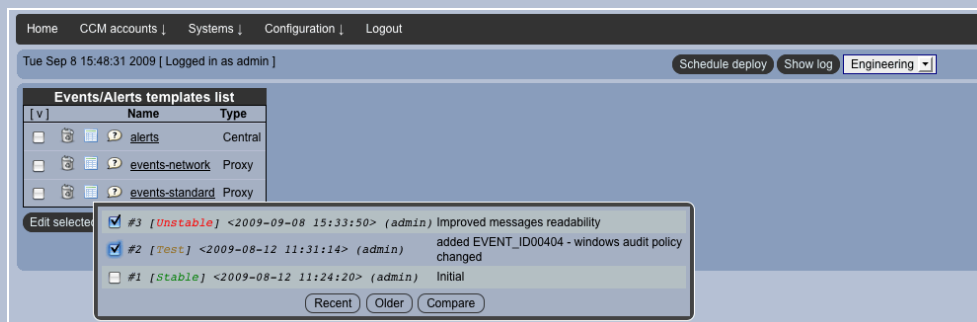 Home CCM accounts ↓ Systems ↓ Configuration ↓ Logout
Tue Sep 8 15:48:31 2009 [ Logged in as admin ] Schedule deploy Show log Engineering
Events/Alerts templates list
[ v ] Name Type
alerts Central
events-network Proxy
events-standard Proxy
Edit selected
#3 [Unstable] <2009-09-08 15:33:50> (admin) Improved messages readability
#2 [Test] <2009-08-12 11:31:14> (admin) added EVENT_ID00404 - windows audit policy
changed
#1 [Stable] <2009-08-12 11:24:20> (admin) Initial
Recent Older Compare